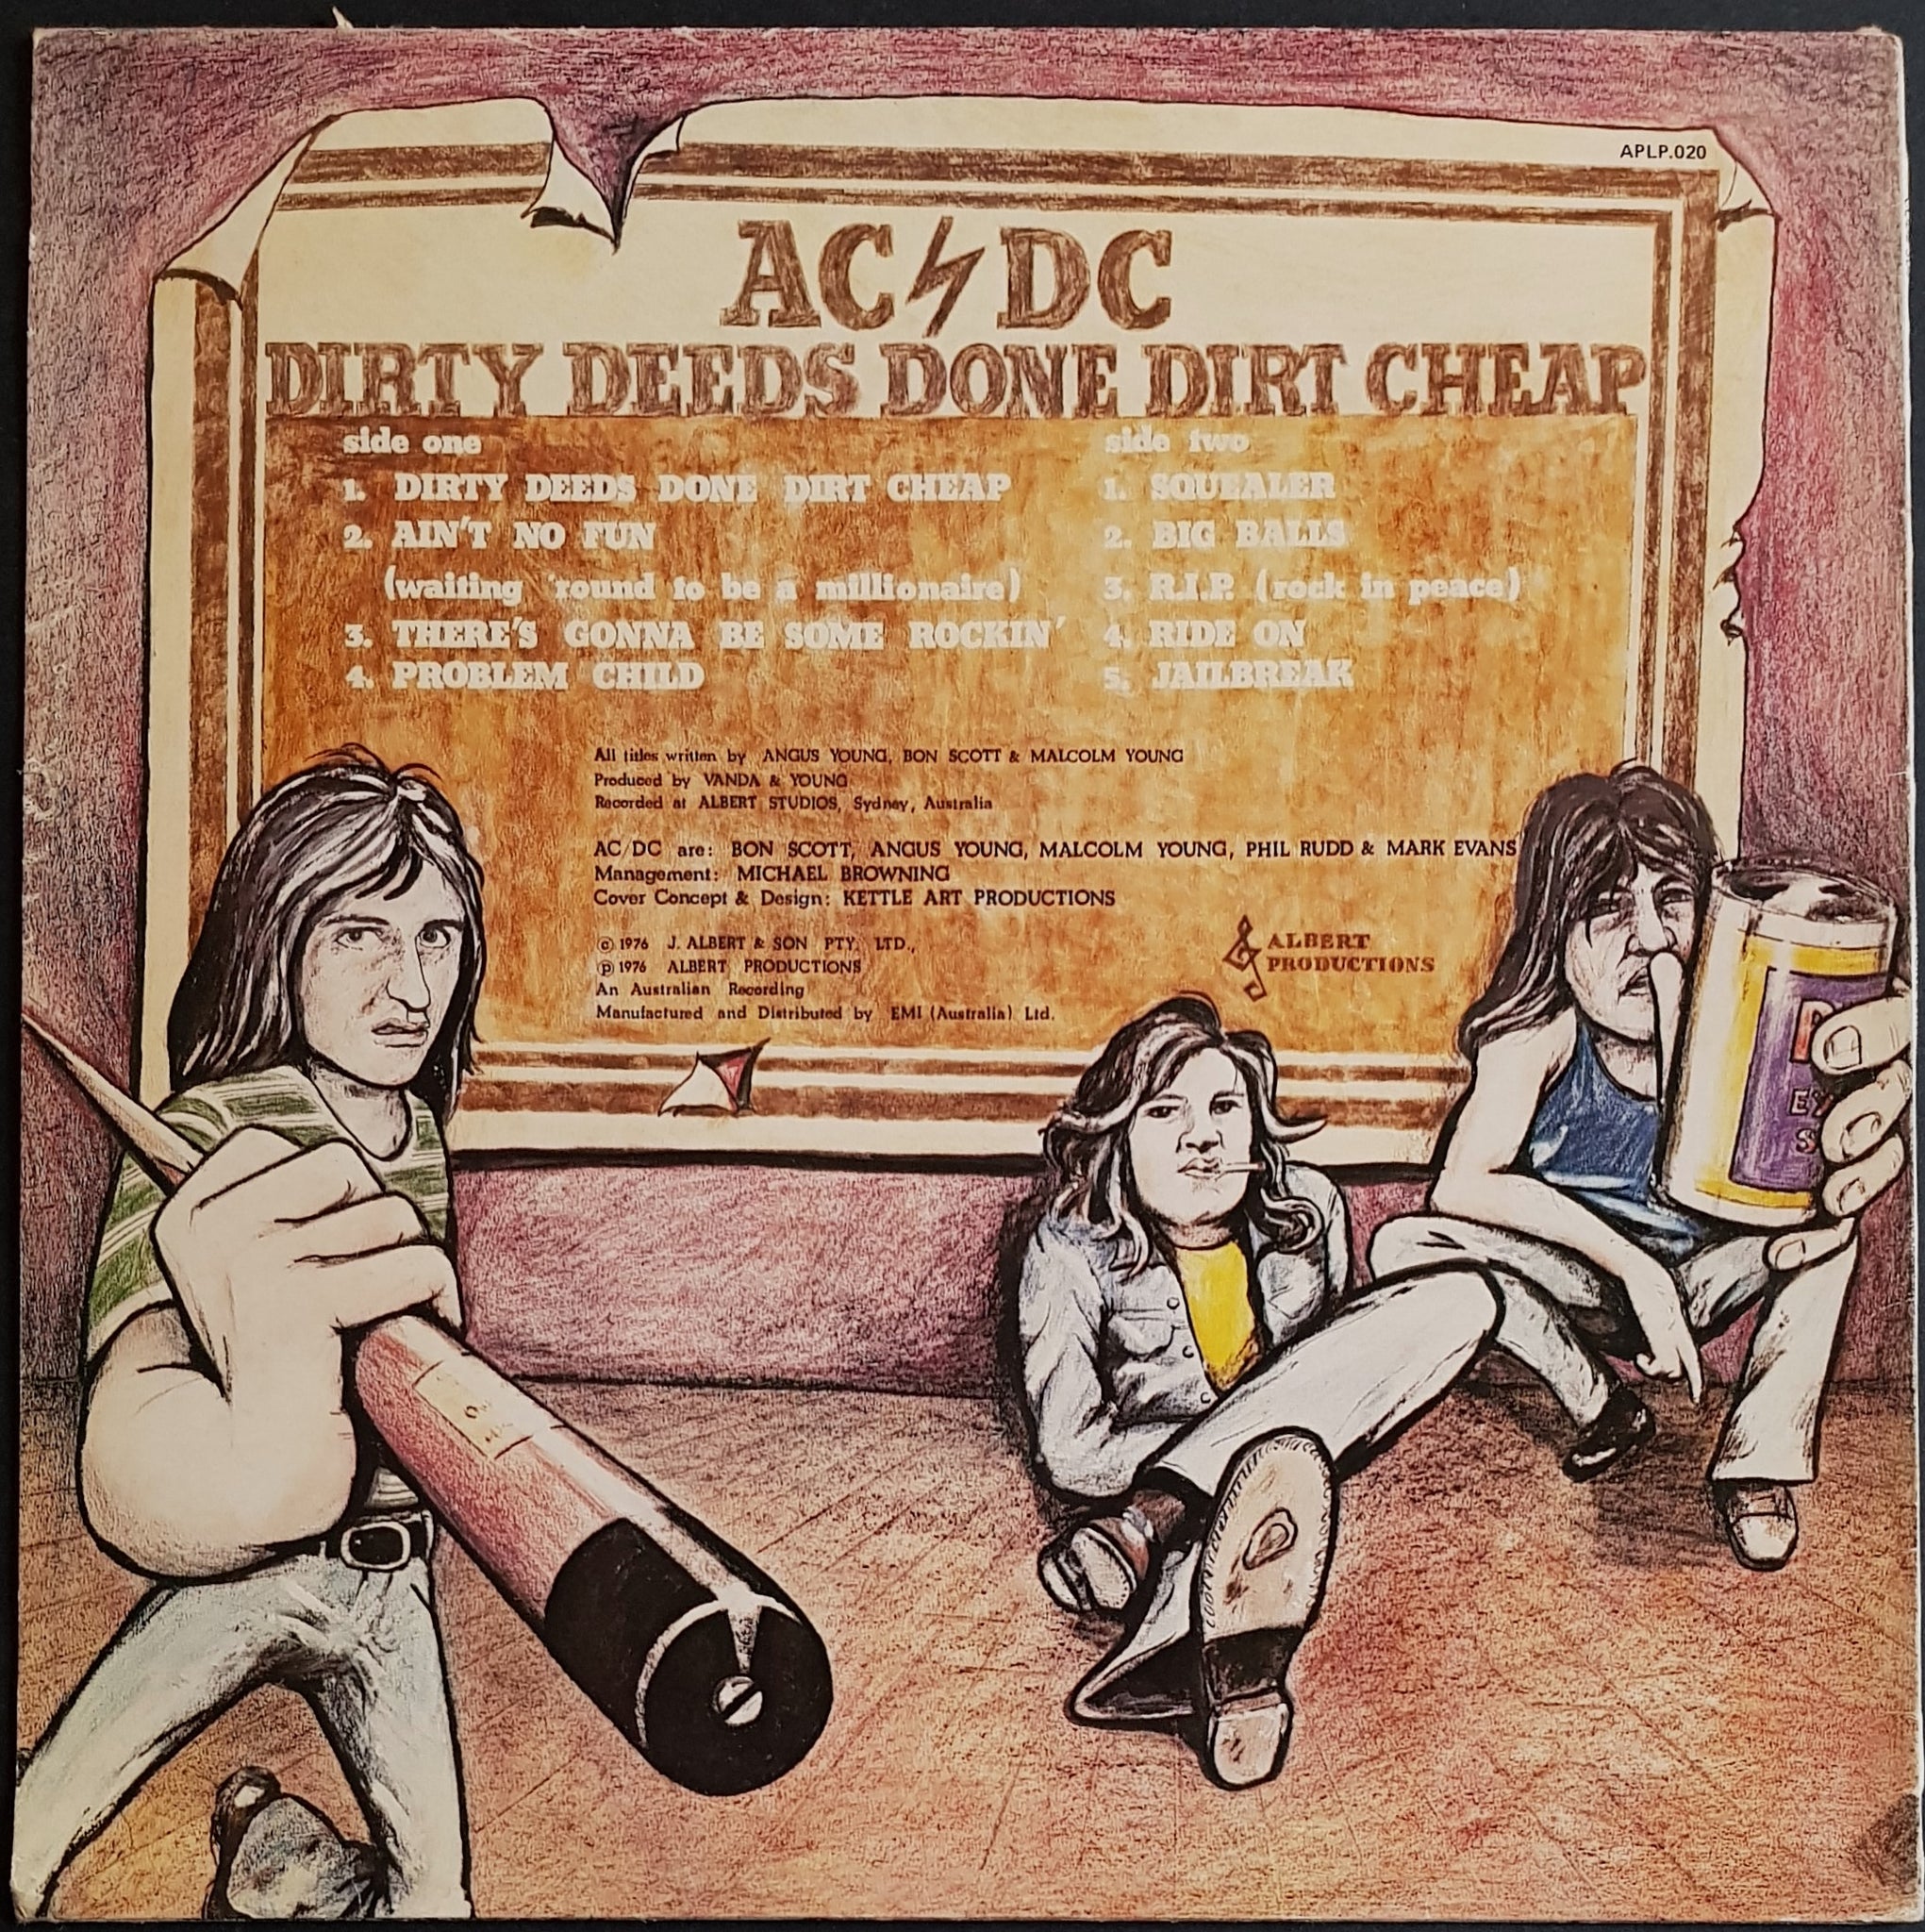 APLP.020
AC⚡DC
DIRTY DEEDS DONE DIRT CHEAP
side one
1. DIRTY DEEDS DONE DIRT CHEAP
2. AIN'T NO FUN
(waiting 'round to be a millionaire)
3. THERE'S GONNA BE SOME ROCKIN'
4. PROBLEM CHILD
side two
1. SQUEALER
2. BIG BALLS
3. R.I.P. (rock in peace)
4. RIDE ON
5. JAILBREAK
All titles written by ANGUS YOUNG, BON SCOTT & MALCOLM YOUNG
Produced by VANDA & YOUNG
Recorded at ALBERT STUDIOS, Sydney, Australia
AC/DC are: BON SCOTT, ANGUS YOUNG, MALCOLM YOUNG, PHIL RUDD & MARK EVANS
Management: MICHAEL BROWNING
Cover Concept & Design: KETTLE ART PRODUCTIONS
© 1976 J. ALBERT & SON PTY. LTD.,
℗ 1976 ALBERT PRODUCTIONS
An Australian Recording
Manufactured and Distributed by EMI (Australia) Ltd.
ALBERT
PRODUCTIONS